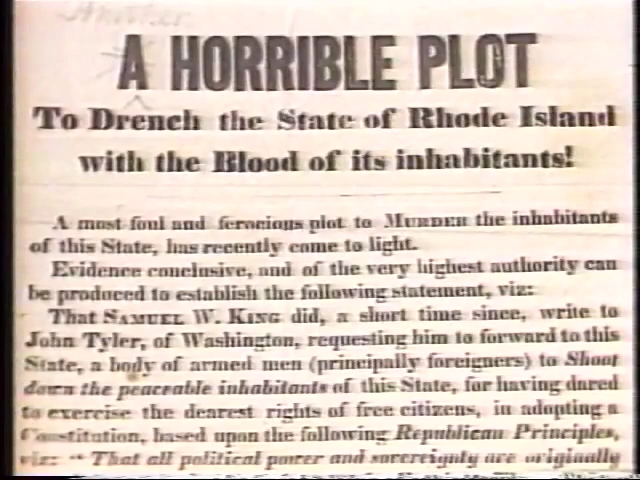 Another
A HORRIBLE PLOT
To Drench the State of Rhode Island
with the Blood of its inhabitants!
A most foul and ferocious plot to MURDER the inhabitants
of this State, has recently come to light.
Evidence conclusive, and of the very highest authority can
be produced to establish the following statement, viz:
That SAMUEL W. KING did, a short time since, write to
John Tyler, of Washington, requesting him to forward to this
State, a body of armed men (principally foreigners) to Shoot
down the peaceable inhabitants of this State, for having dared
to exercise the dearest rights of free citizens, in adopting a
Constitution, based upon the following Republican Principles,
viz: "That all political power and sovereignty are originally